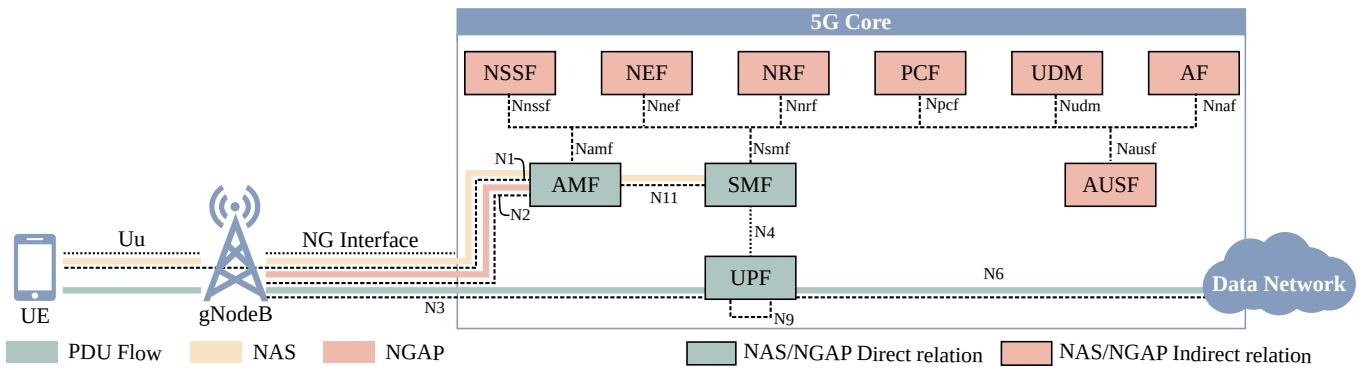 5G Core
NSSF
NEF
NRF
PCF
UDM
AF
Nnssf
Nnef
Nnrf
Npcf
Nudm
Nnaf
Namf
Nsmf
Nausf
N1
AMF
SMF
AUSF
N11
N2
Uu
NG Interface
N4
UPF
N6
Data Network
N3
N9
UE
gNodeB
PDU Flow
NAS
NGAP
NAS/NGAP Direct relation
NAS/NGAP Indirect relation